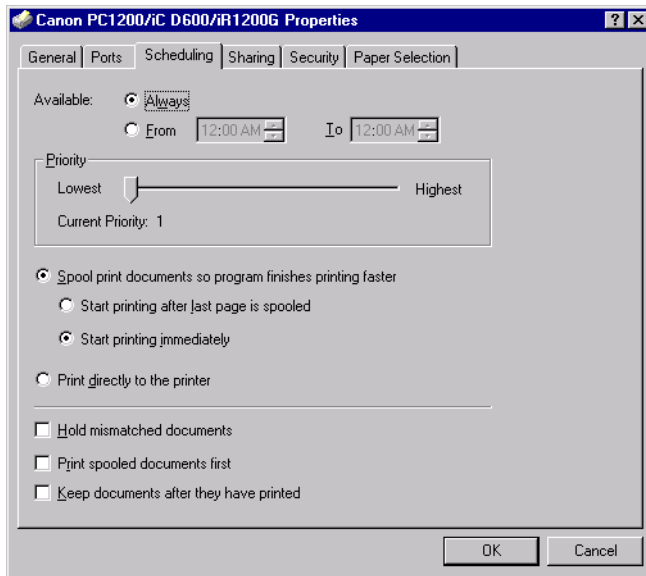 Canon PC1200/iC D600/iR1200G Properties
General Ports Scheduling Sharing Security Paper Selection
Available: Always
From 12:00 AM To 12:00 AM
Priority
Lowest Highest
Current Priority: 1
Spool print documents so program finishes printing faster
Start printing after last page is spooled
Start printing immediately
Print directly to the printer
Hold mismatched documents
Print spooled documents first
Keep documents after they have printed
OK Cancel